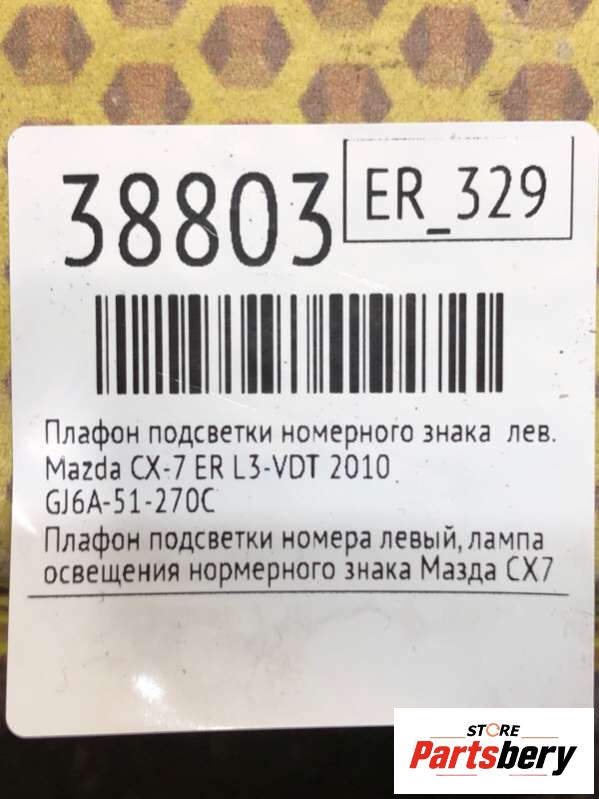 38803
ER_329
Плафон подсветки номерного знака лев.
Mazda CX-7 ER L3-VDT 2010
GJ6A-51-270C
Плафон подсветки номера левый, лампа
освещения нормерного знака Мазда CX7
STORE
Partsbery